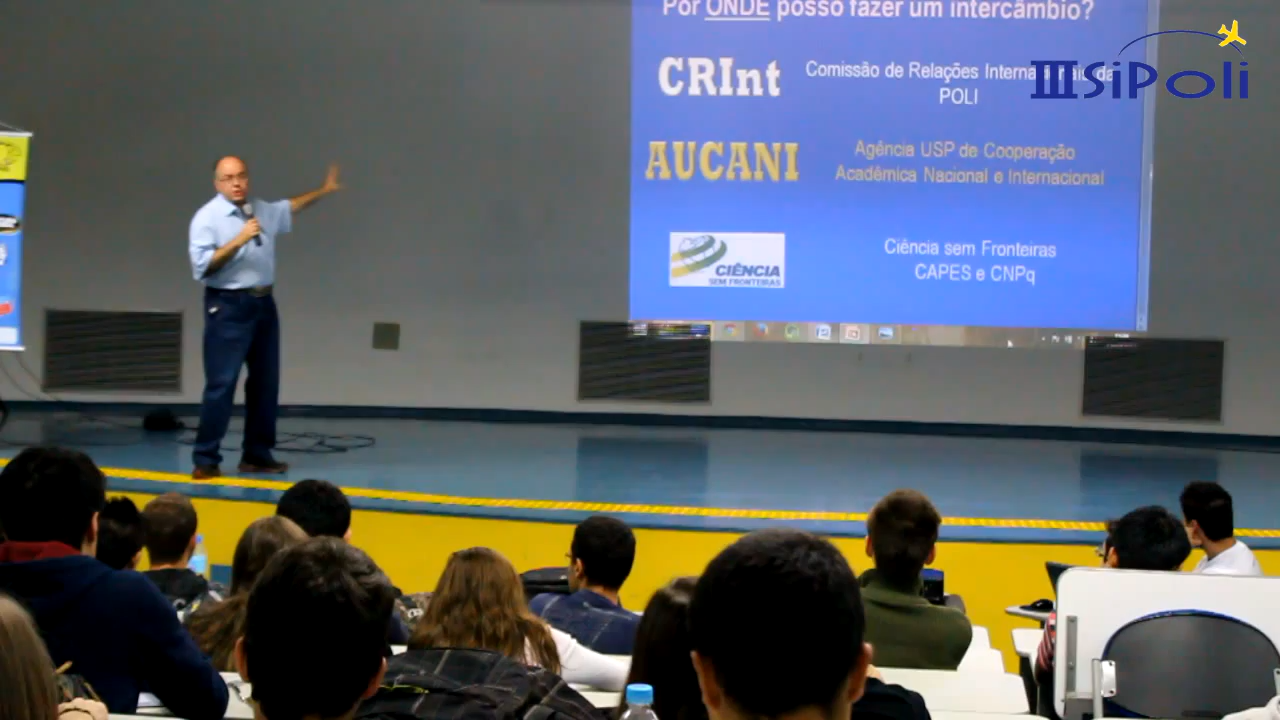 Por ONDE posso fazer um intercâmbio?
IIISiPoli
CRInt
Comissão de Relações Internacionais da
POLI
AUCANI
Agência USP de Cooperação
Acadêmica Nacional e Internacional
CIÊNCIA
SEM FRONTEIRAS
Ciência sem Fronteiras
CAPES e CNPq